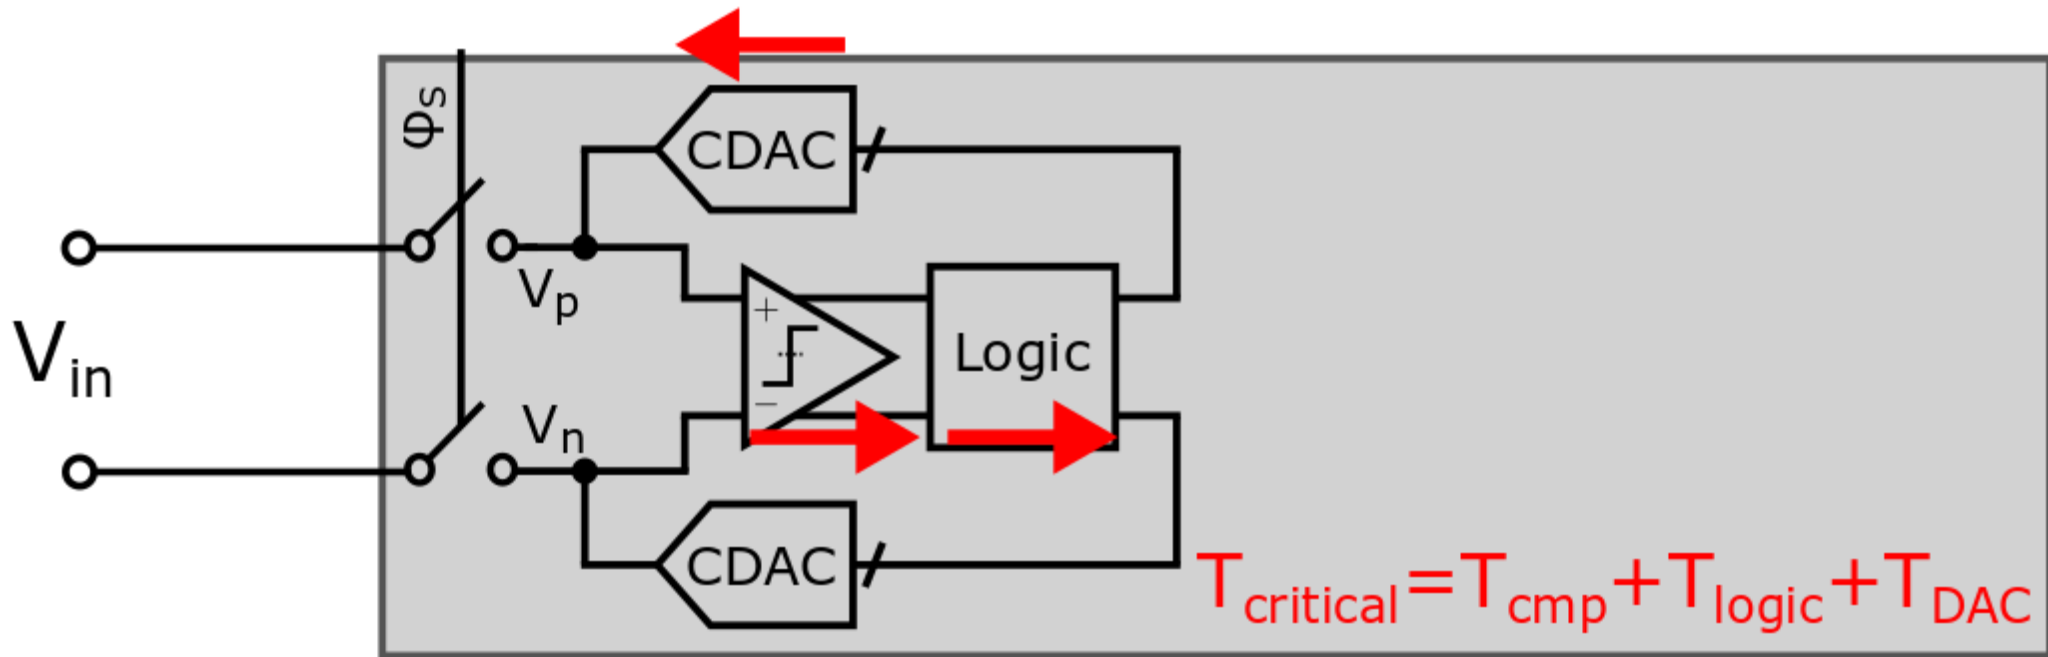 φs
CDAC
Vp
+
Vin
Logic
−
Vn
CDAC
Tcritical=Tcmp+Tlogic+TDAC